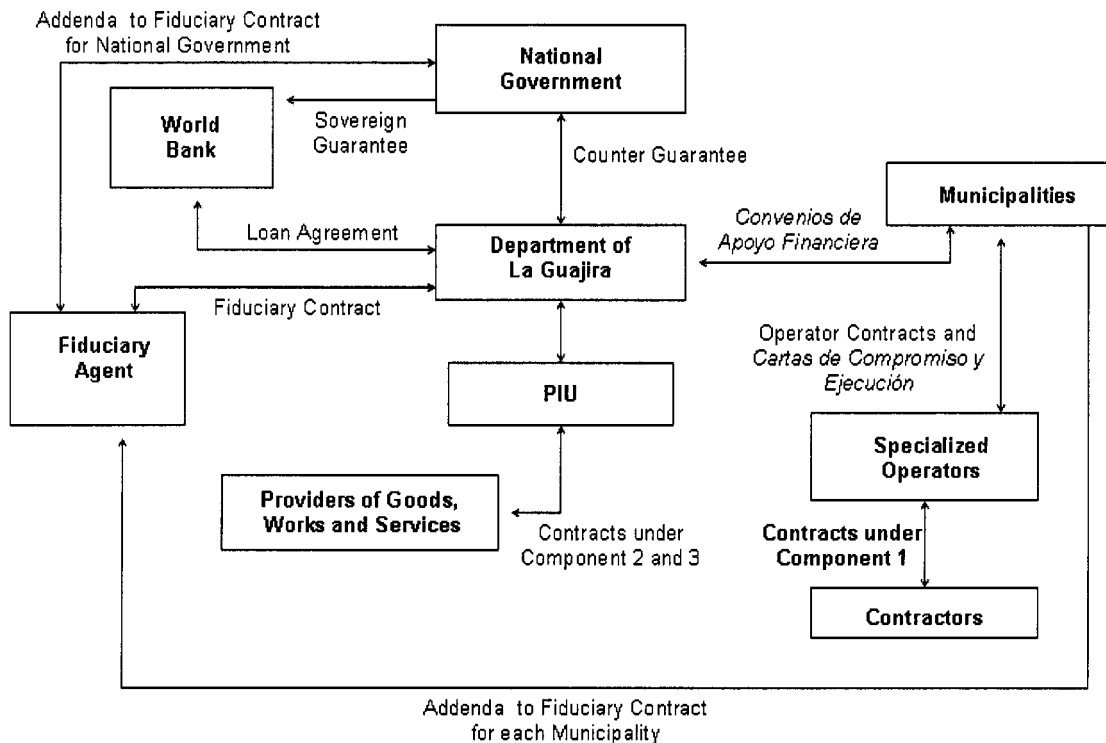 Addenda to Fiduciary Contract
for National Government
National
Government
World
Bank
Sovereign
Guarantee
Counter Guarantee
Municipalities
Convenios de
Apoyo Financiera
Loan Agreement
Department of
La Guajira
Fiduciary Contract
Fiduciary
Agent
Operator Contracts and
Cartas de Compromiso y
Ejecución
PIU
Specialized
Operators
Providers of Goods,
Works and Services
Contracts under
Component 2 and 3
Contracts under
Component 1
Contractors
Addenda to Fiduciary Contract
for each Municipality